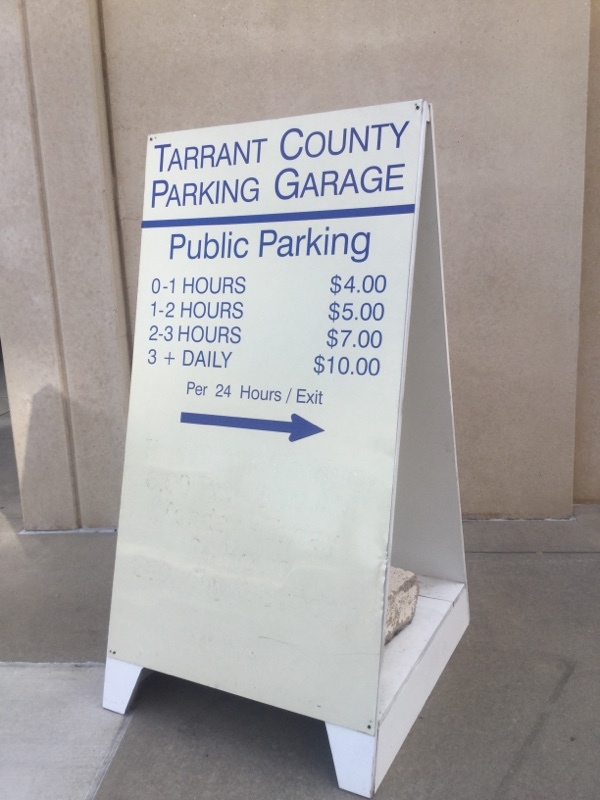 TARRANT COUNTY
PARKING GARAGE
Public Parking
0-1 HOURS $4.00
1-2 HOURS $5.00
2-3 HOURS $7.00
3 + DAILY $10.00
Per 24 Hours / Exit